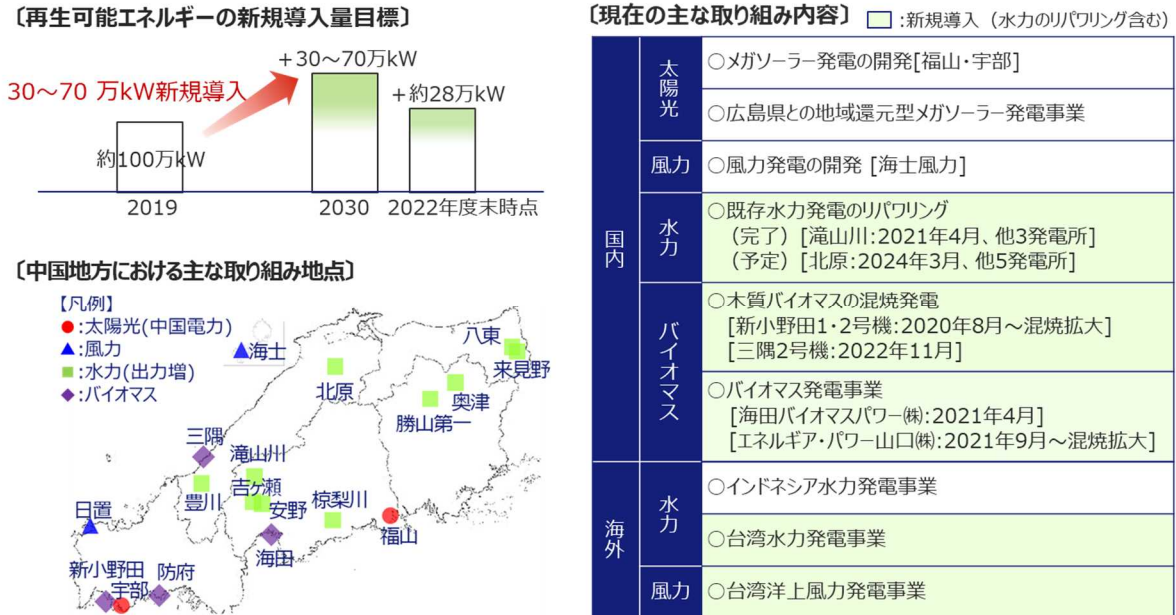 〔再生可能エネルギーの新規導入量目標〕
+30～70万kW
30～70 万kW新規導入
+約28万kW
約100万kW
2019
2030
2022年度末時点
〔中国地方における主な取り組み地点〕
【凡例】
●:太陽光(中国電力)
▲:風力
■:水力(出力増)
◆:バイオマス
海士
八東
来見野
北原
奥津
勝山第一
三隅
滝山川
豊川
吉ヶ瀬
安野
椋梨川
日置
海田
福山
新小野田
防府
宇部
〔現在の主な取り組み内容〕
:新規導入（水力のリパワリング含む）
国内
太陽光
○メガソーラー発電の開発[福山・宇部]
○広島県との地域還元型メガソーラー発電事業
風力
○風力発電の開発 [海士風力]
水力
○既存水力発電のリパワリング
（完了）[滝山川:2021年4月、他3発電所]
（予定）[北原:2024年3月、他5発電所]
バイオマス
○木質バイオマスの混焼発電
[新小野田1・2号機:2020年8月～混焼拡大]
[三隅2号機:2022年11月]
○バイオマス発電事業
[海田バイオマスパワー㈱:2021年4月]
[エネルギア・パワー山口㈱:2021年9月～混焼拡大]
海外
水力
○インドネシア水力発電事業
○台湾水力発電事業
風力
○台湾洋上風力発電事業